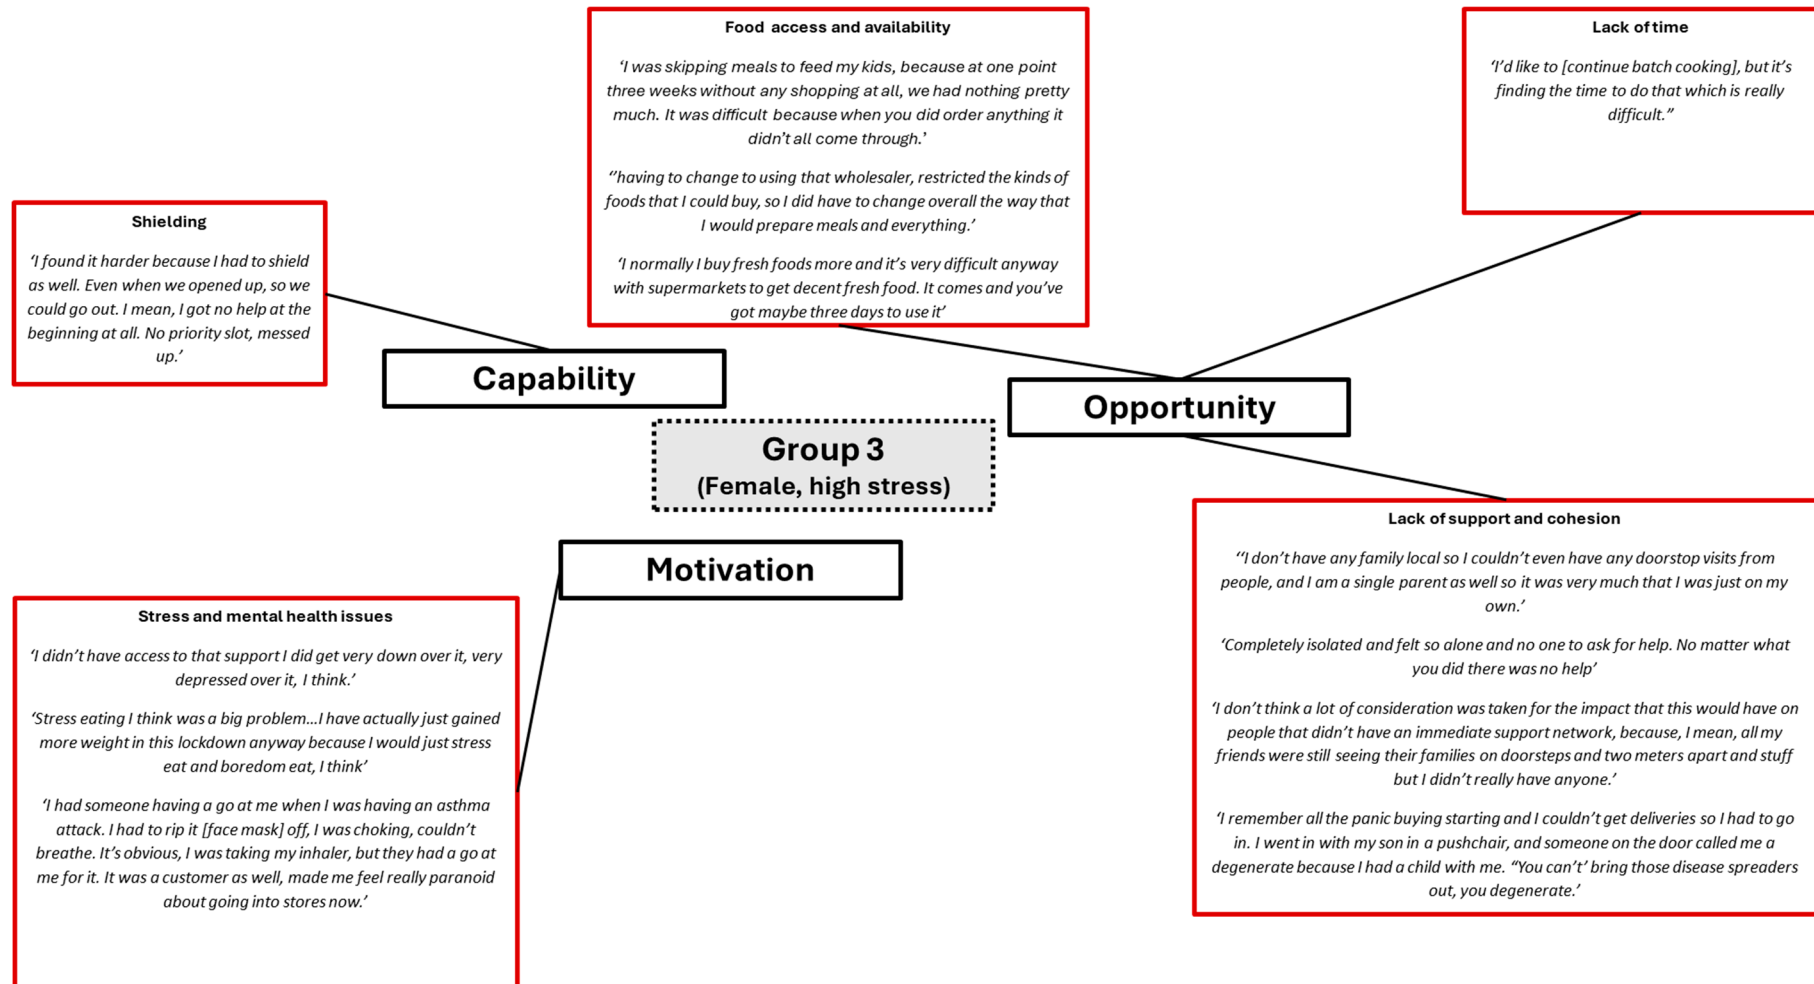 Food access and availability
‘I was skipping meals to feed my kids, because at one point
three weeks without any shopping at all, we had nothing pretty
much. It was difficult because when you did order anything it
didn’t all come through.’
‘’having to change to using that wholesaler, restricted the kinds of
foods that I could buy, so I did have to change overall the way that
I would prepare meals and everything.’
‘I normally I buy fresh foods more and it’s very difficult anyway
with supermarkets to get decent fresh food. It comes and you’ve
got maybe three days to use it’
Lack of time
‘I’d like to [continue batch cooking], but it’s
finding the time to do that which is really
difficult.”
Shielding
‘I found it harder because I had to shield
as well. Even when we opened up, so we
could go out. I mean, I got no help at the
beginning at all. No priority slot, messed
up.’
Capability
Opportunity
Group 3
(Female, high stress)
Motivation
Stress and mental health issues
‘I didn’t have access to that support I did get very down over it, very
depressed over it, I think.’
‘Stress eating I think was a big problem…I have actually just gained
more weight in this lockdown anyway because I would just stress
eat and boredom eat, I think’
‘I had someone having a go at me when I was having an asthma
attack. I had to rip it [face mask] off, I was choking, couldn’t
breathe. It’s obvious, I was taking my inhaler, but they had a go at
me for it. It was a customer as well, made me feel really paranoid
about going into stores now.’
Lack of support and cohesion
‘‘I don’t have any family local so I couldn’t even have any doorstop visits from
people, and I am a single parent as well so it was very much that I was just on my
own.’
‘Completely isolated and felt so alone and no one to ask for help. No matter what
you did there was no help’
‘I don’t think a lot of consideration was taken for the impact that this would have on
people that didn’t have an immediate support network, because, I mean, all my
friends were still seeing their families on doorsteps and two meters apart and stuff
but I didn’t really have anyone.’
‘I remember all the panic buying starting and I couldn’t get deliveries so I had to go
in. I went in with my son in a pushchair, and someone on the door called me a
degenerate because I had a child with me. “You can’t’ bring those disease spreaders
out, you degenerate.’